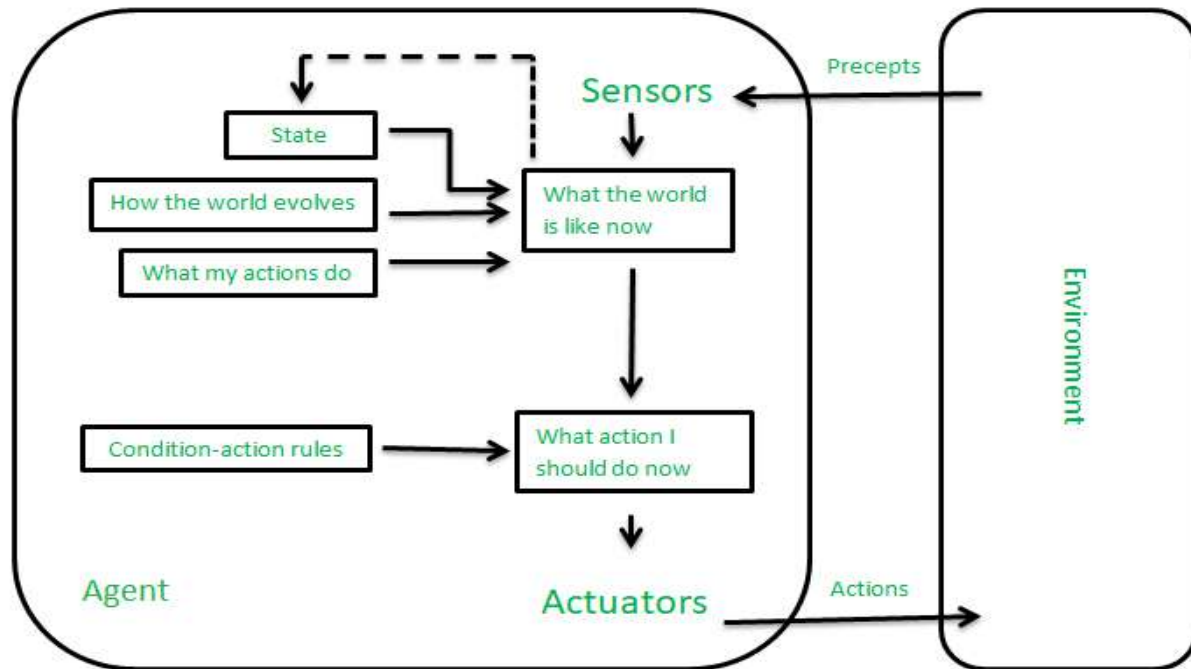 Precepts
Sensors
State
How the world evolves
What my actions do
What the world
is like now
Environment
Condition-action rules
What action I
should do now
Agent
Actuators
Actions